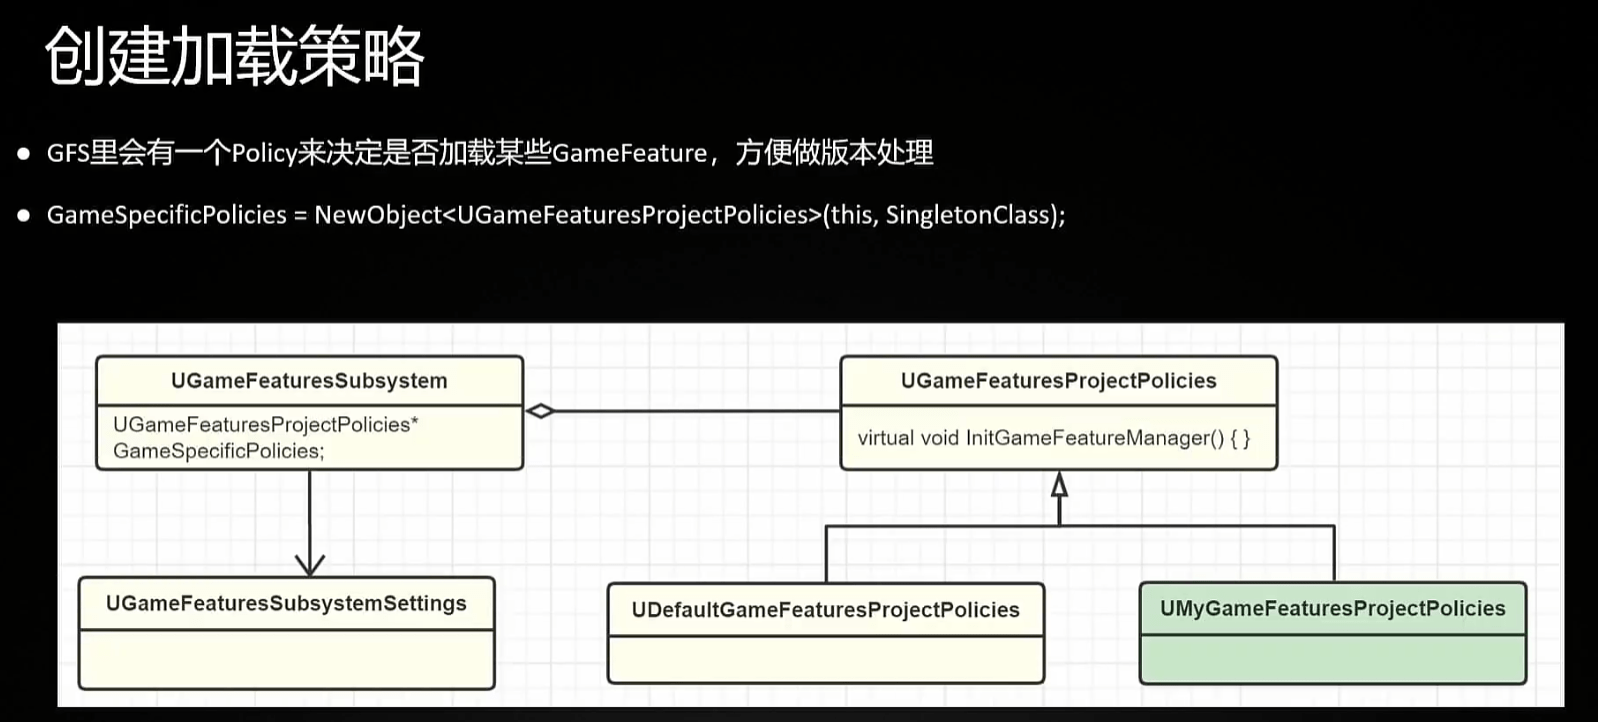 创建加载策略
● GFS里会有一个Policy来决定是否加载某些GameFeature，方便做版本处理
● GameSpecificPolicies = NewObject<UGameFeaturesProjectPolicies>(this, SingletonClass);
UGameFeaturesSubsystem
UGameFeaturesProjectPolicies*
GameSpecificPolicies;
UGameFeaturesProjectPolicies
virtual void InitGameFeatureManager() { }
UGameFeaturesSubsystemSettings
UDefaultGameFeaturesProjectPolicies
UMyGameFeaturesProjectPolicies